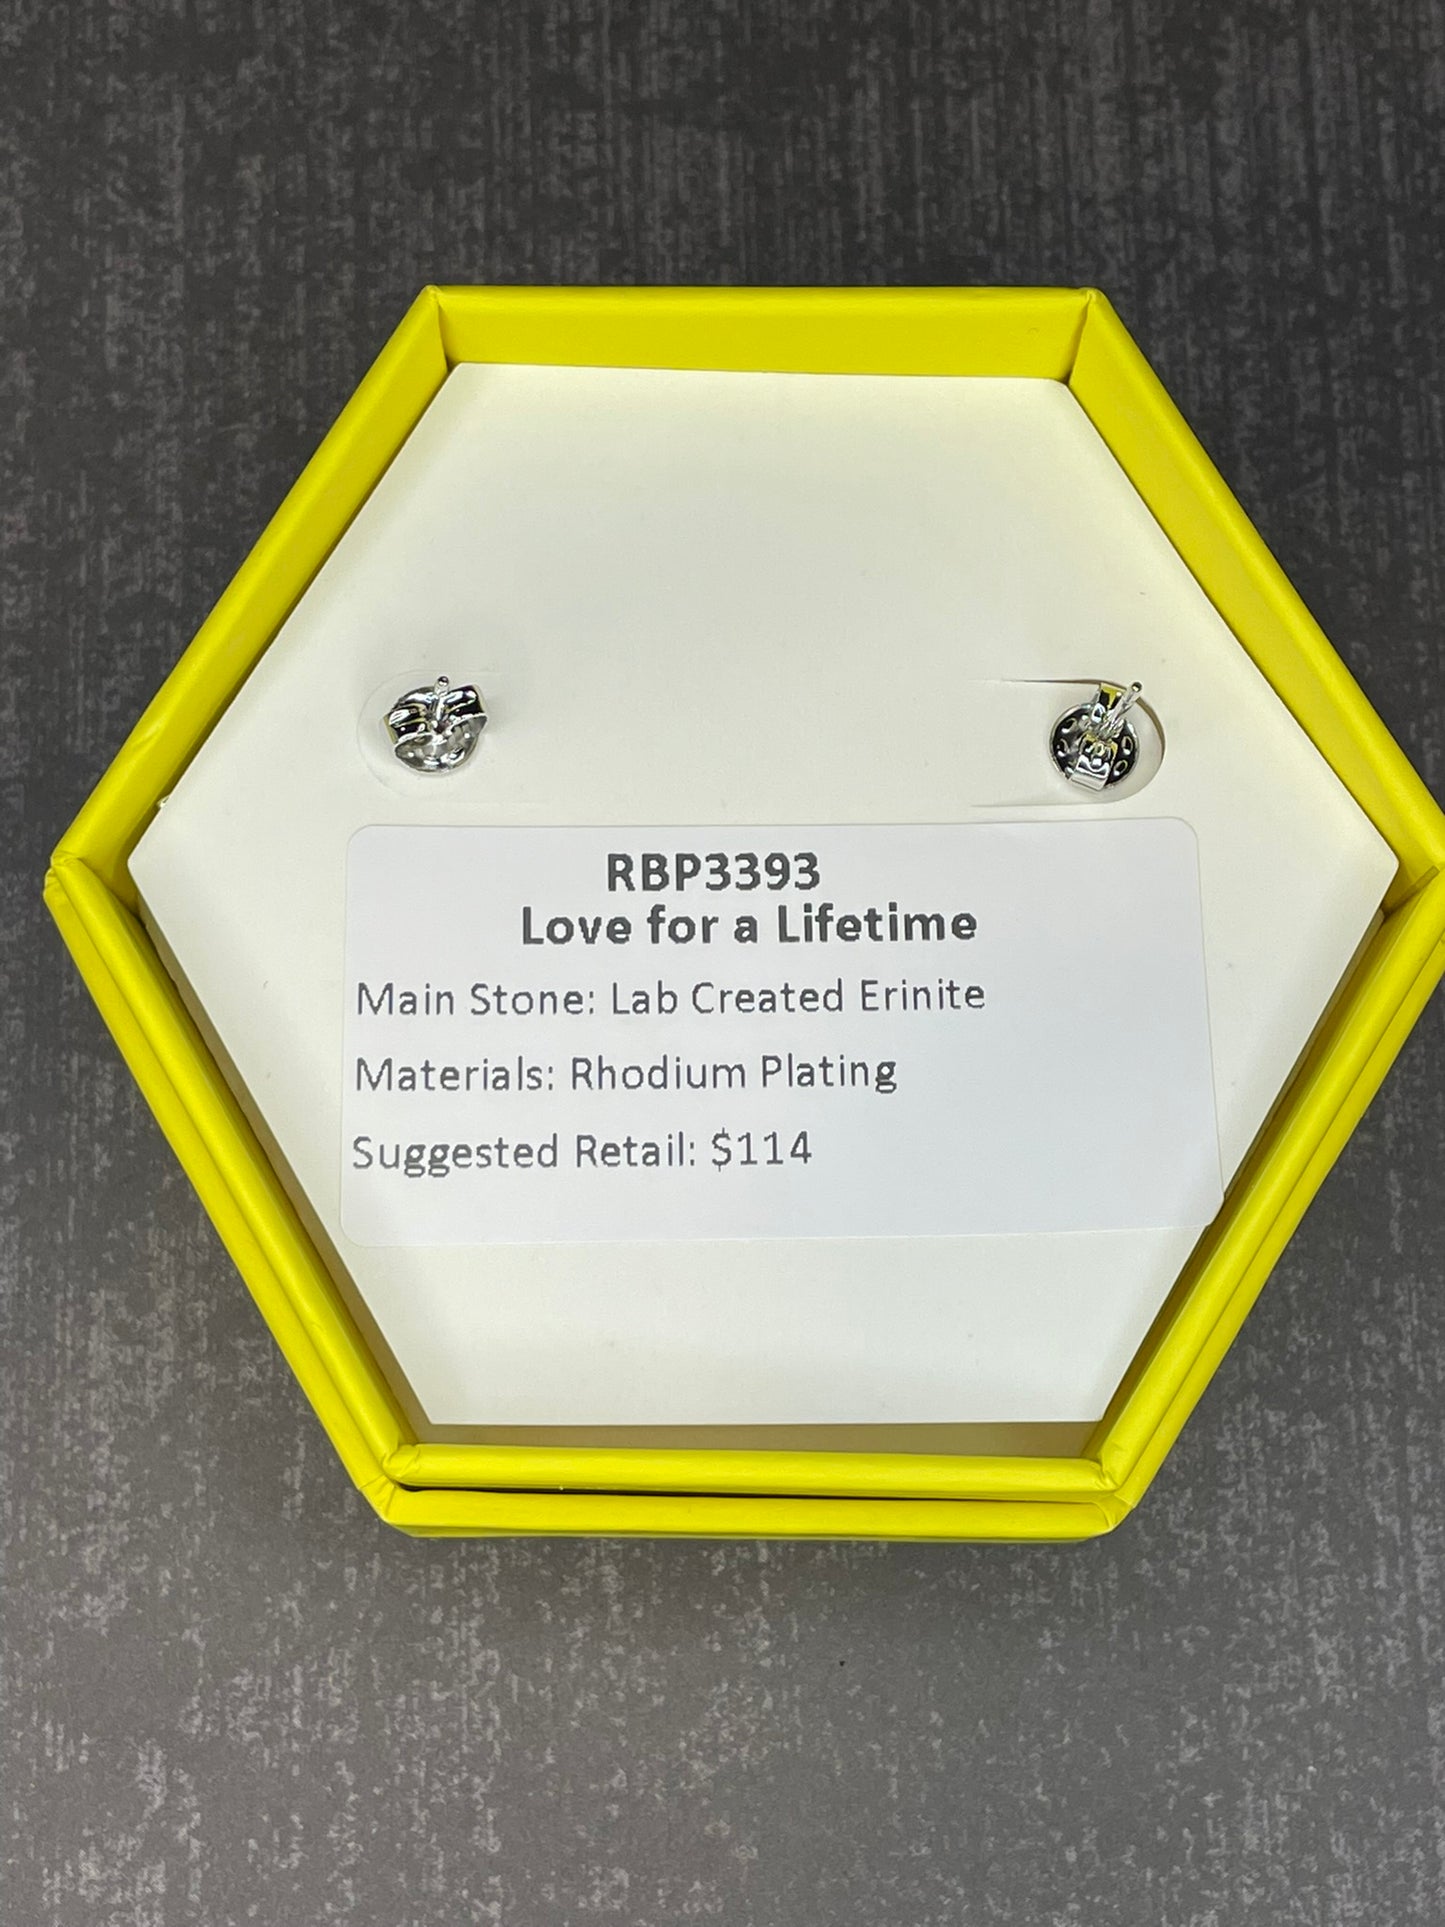 RBP3393
Love for a Lifetime
Main Stone: Lab Created Erinite
Materials: Rhodium Plating
Suggested Retail: $114